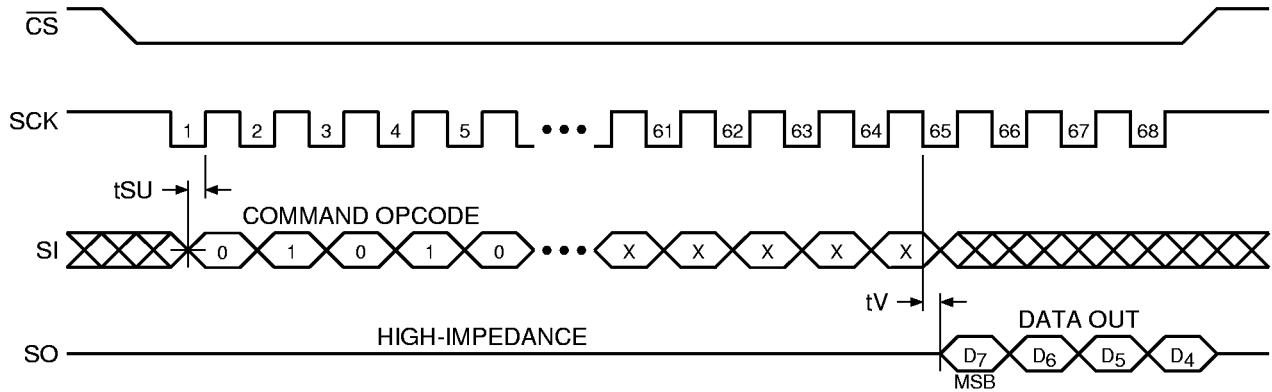 CS
SCK 1 2 3 4 5 ••• 61 62 63 64 65 66 67 68
tSU
COMMAND OPCODE
SI 0 1 0 1 0 ••• X X X X X
tV
HIGH-IMPEDANCE
DATA OUT
SO D7 D6 D5 D4
MSB